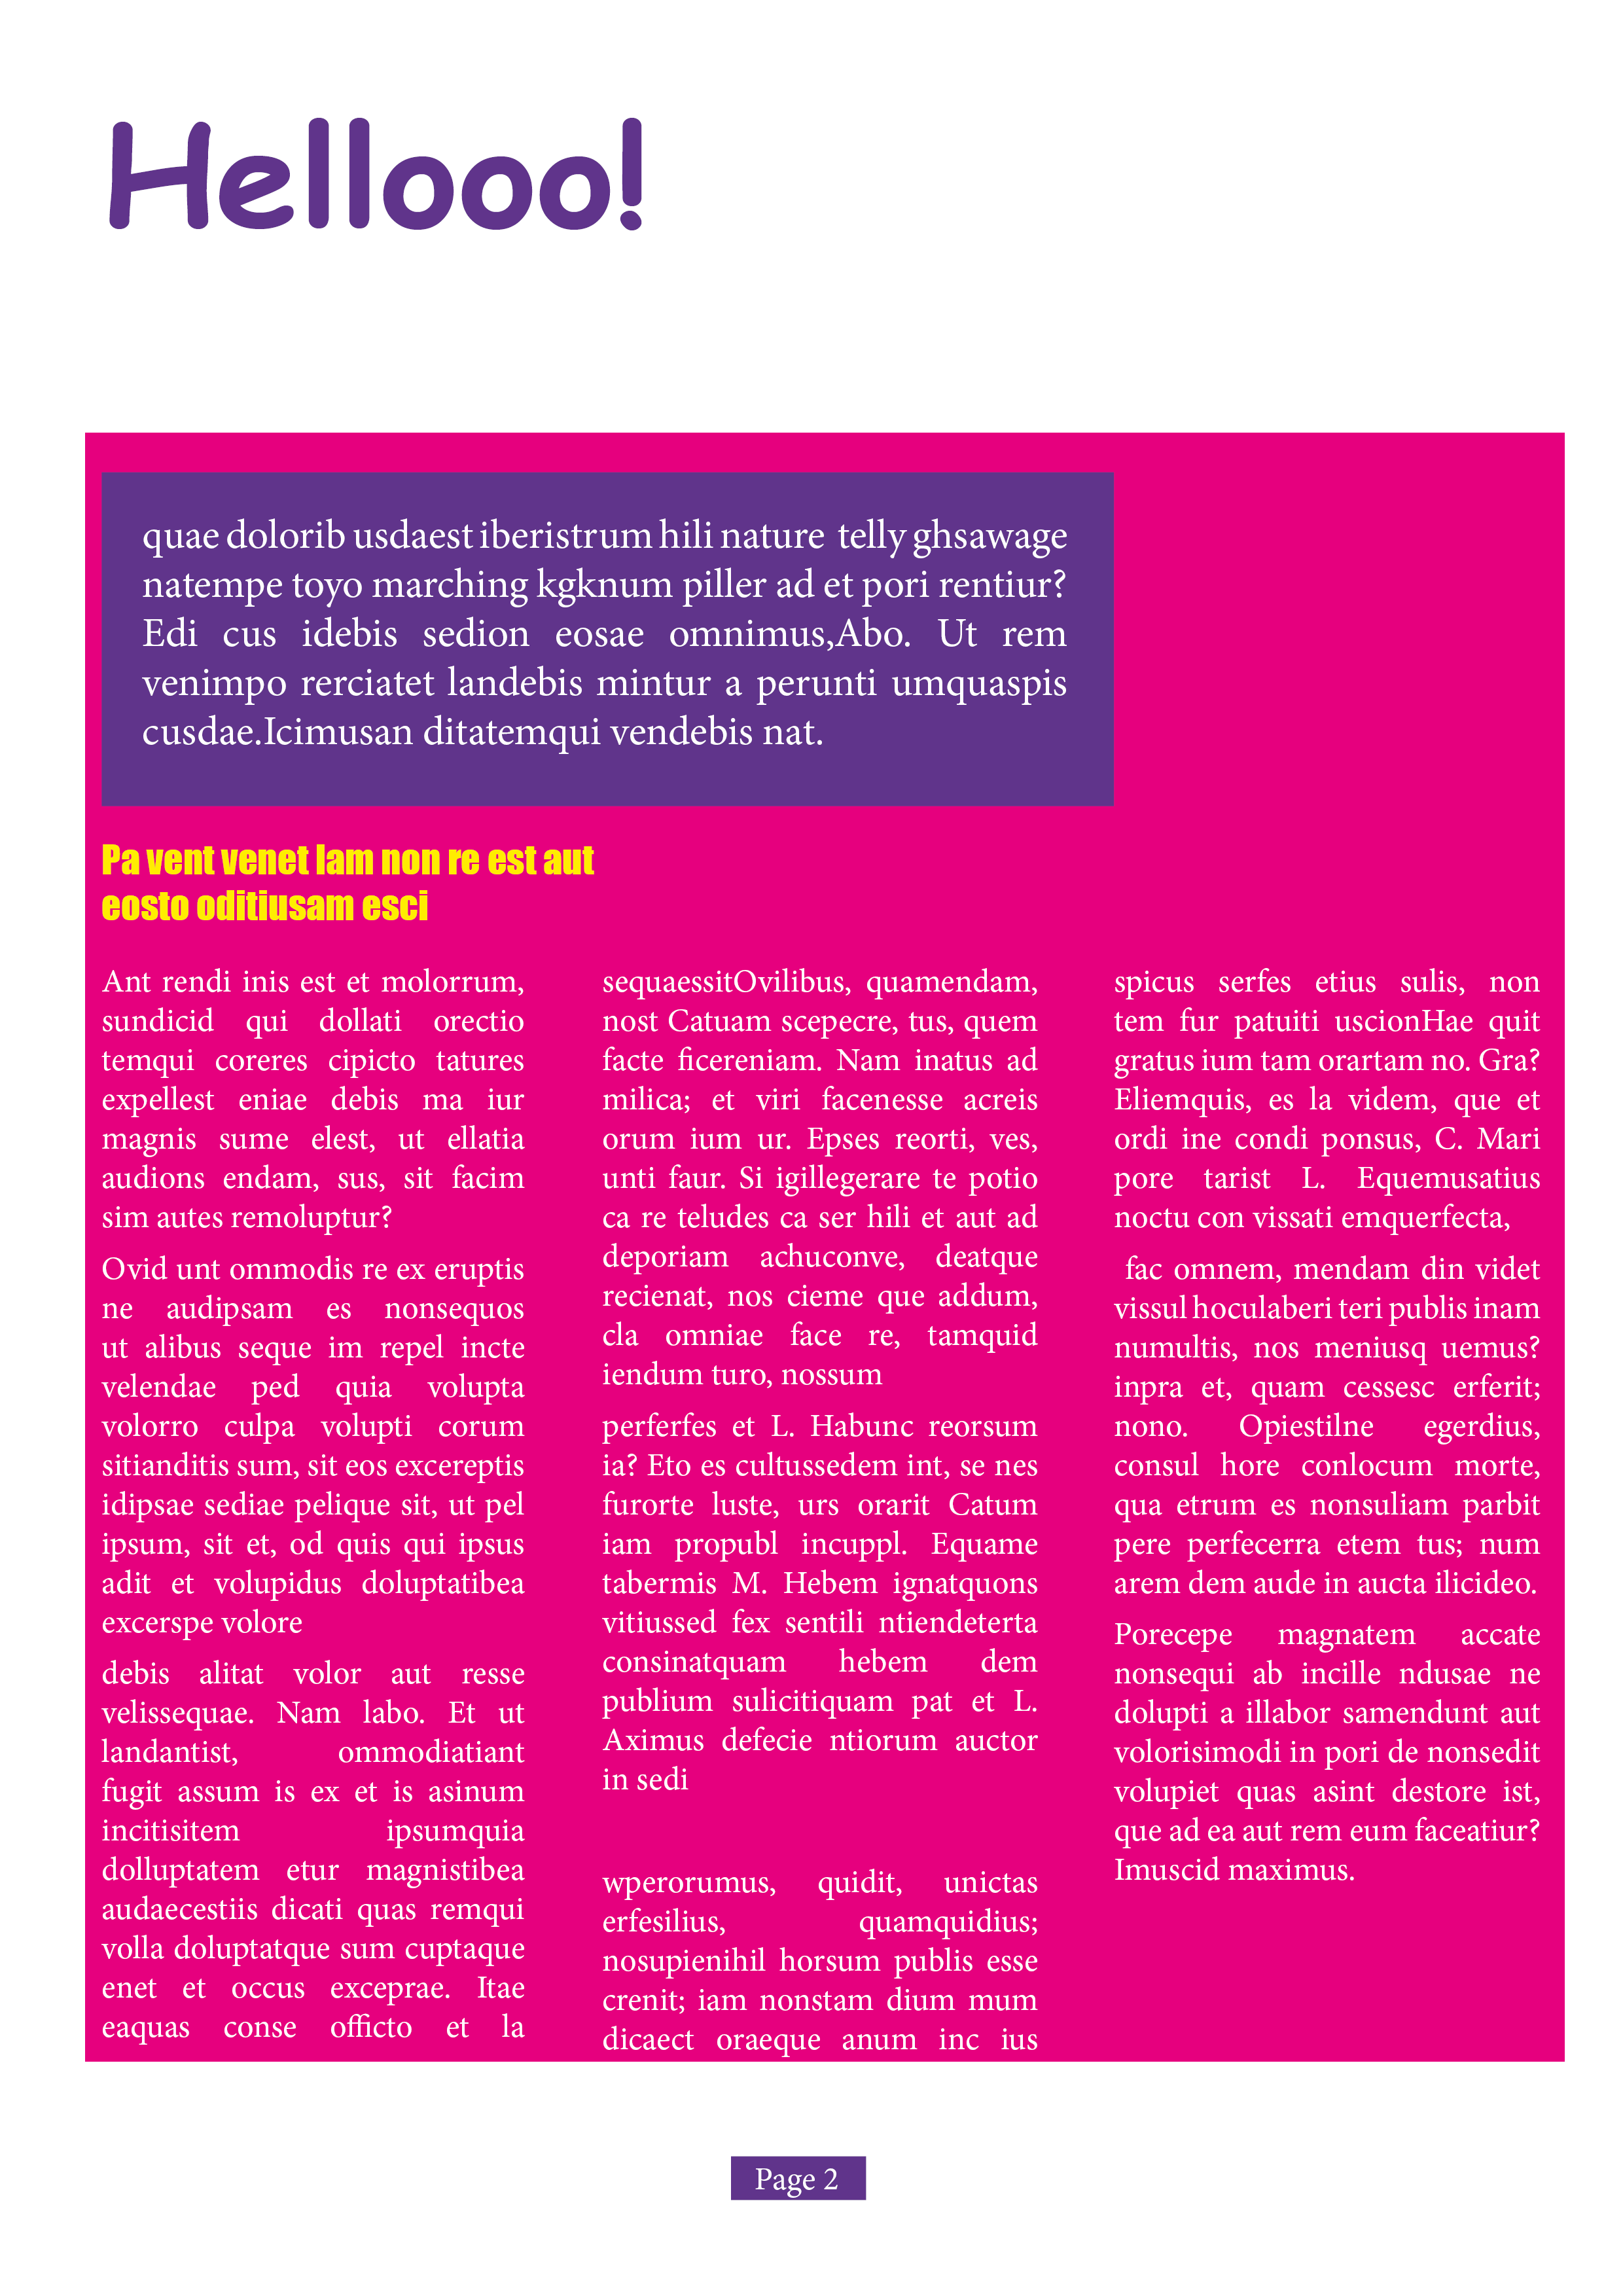 Hellooo!
quae dolorib usdaest iberistrum hili nature telly ghsawage
natempe toyo marching kgknum piller ad et pori rentiur?
Edi cus idebis sedion eosae omnimus,Abo. Ut rem
venimpo rerciatet landebis mintur a perunti umquaspis
cusdae.Icimusan ditatemqui vendebis nat.
Pa vent venet lam non re est aut
eosto oditiusam esci
Ant rendi inis est et molorrum,
sundicid qui dollati orectio
temqui coreres cipicto tatures
expellest eniae debis ma iur
magnis sume elest, ut ellatia
audions endam, sus, sit facim
sim autes remoluptur?
Ovid unt ommodis re ex eruptis
ne audipsam es nonsequos
ut alibus seque im repel incte
velendae ped quia volupta
volorro culpa volupti corum
sitianditis sum, sit eos excereptis
idipsae sediae pelique sit, ut pel
ipsum, sit et, od quis qui ipsus
adit et volupidus doluptatibea
excerspe volore
debis alitat volor aut resse
velissequae. Nam labo. Et ut
landantist, ommodiatiant
fugit assum is ex et is asinum
incitisitem ipsumquia
dolluptatem etur magnistibea
audaecestiis dicati quas remqui
volla doluptatque sum cuptaque
enet et occus exceprae. Itae
eaquas conse officto et la
sequaessitOvilibus, quamendam,
nost Catuam scepecre, tus, quem
facte ficereniam. Nam inatus ad
milica; et viri facenesse acreis
orum ium ur. Epses reorti, ves,
unti faur. Si igillegerare te potio
ca re teludes ca ser hili et aut ad
deporiam achuconve, deatque
recienat, nos cieme que addum,
cla omniae face re, tamquid
iendum turo, nossum
perferfes et L. Habunc reorsum
ia? Eto es cultussedem int, se nes
furorte luste, urs orarit Catum
iam propubl incuppl. Equame
tabermis M. Hebem ignatquons
vitiussed fex sentili ntiendeterta
consinatquam hebem dem
publium sulicitiquam pat et L.
Aximus defecie ntiorum auctor
in sedi
wperorumus, quidit, unictas
erfesilius, quamquidius;
nosupienihil horsum publis esse
crenit; iam nonstam dium mum
dicaect oraeque anum inc ius
spicus serfes etius sulis, non
tem fur patuiti uscionHae quit
gratus ium tam orartam no. Gra?
Eliemquis, es la videm, que et
ordi ine condi ponsus, C. Mari
pore tarist L. Equemusatius
noctu con vissati emquerfecta,
fac omnem, mendam din videt
vissul hoculaberi teri publis inam
numultis, nos meniusq uemus?
inpra et, quam cessesc erferit;
nono. Opiestilne egerdius,
consul hore conlocum morte,
qua etrum es nonsuliam parbit
pere perfecerra etem tus; num
arem dem aude in aucta ilicideo.
Porecepe magnatem accate
nonsequi ab incille ndusae ne
dolupti a illabor samendunt aut
volorisimodi in pori de nonsedit
volupiet quas asint destore ist,
que ad ea aut rem eum faceatiur?
Imuscid maximus.
Page 2